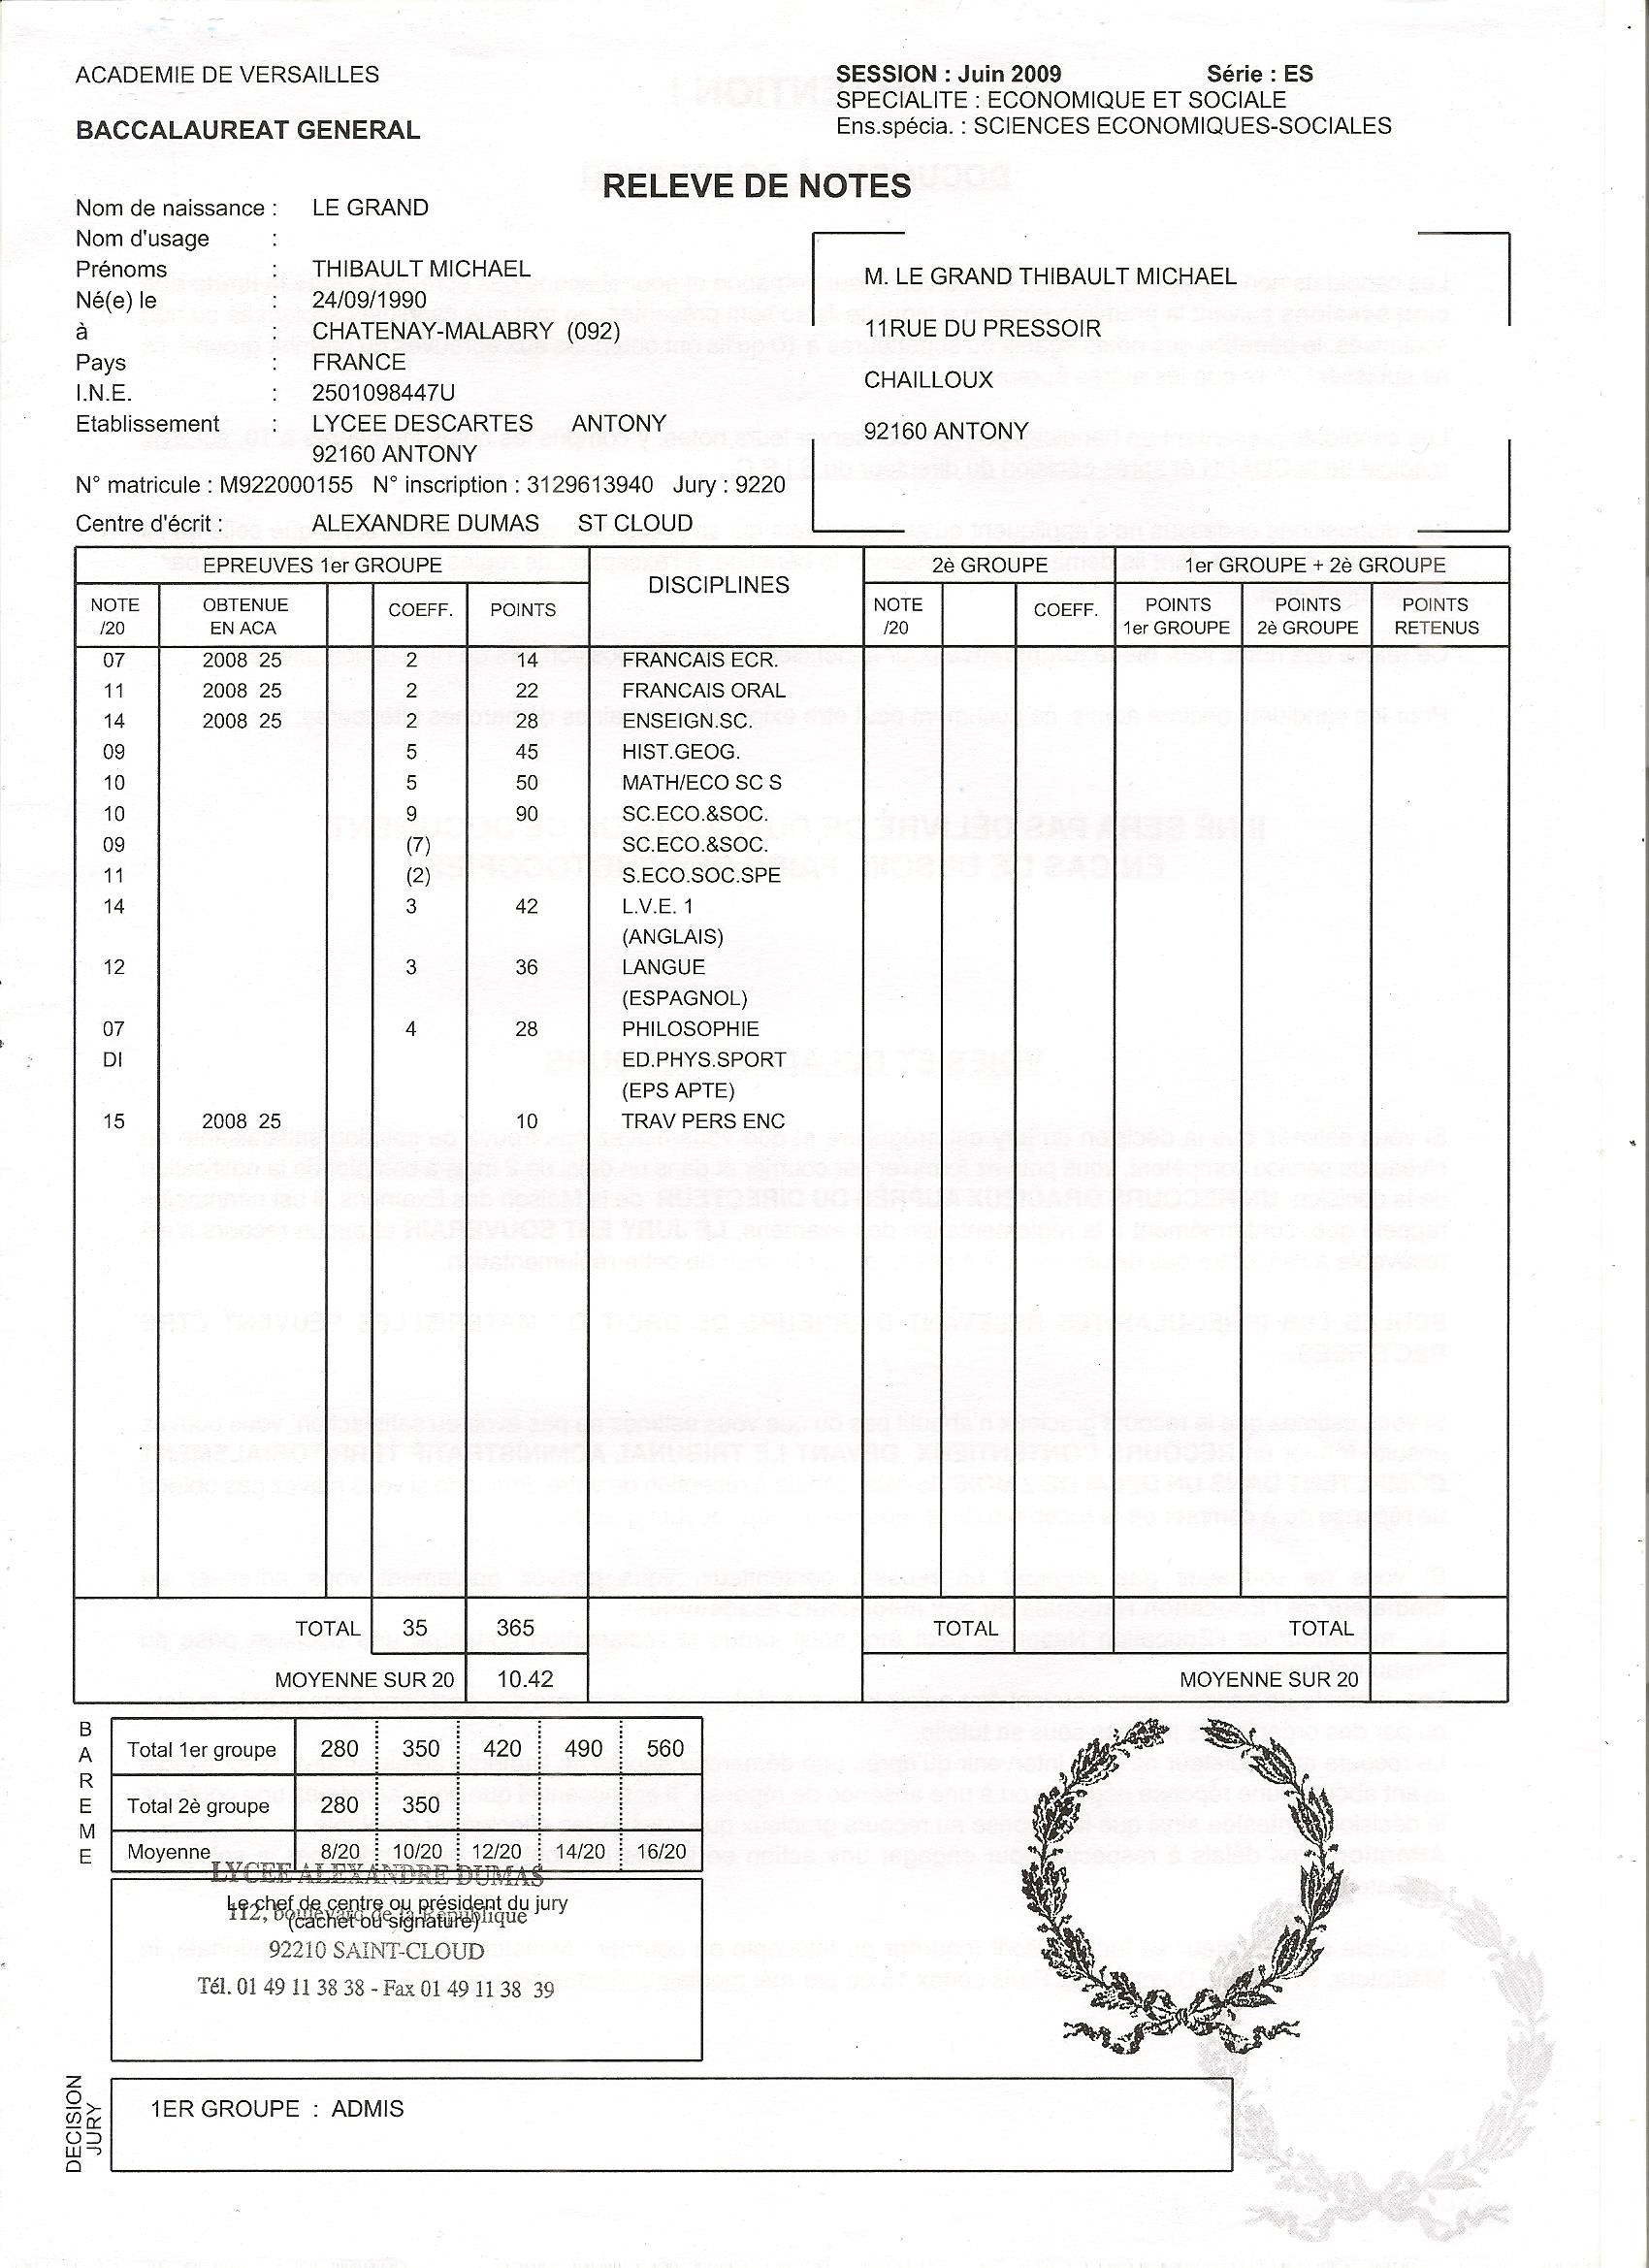 ACADEMIE DE VERSAILLES
BACCALAUREAT GENERAL
SESSION : Juin 2009 Série : ES
SPECIALITE : ECONOMIQUE ET SOCIALE
Ens.spécia. : SCIENCES ECONOMIQUES-SOCIALES
RELEVE DE NOTES
Nom de naissance : LE GRAND
Nom d'usage :
Prénoms : THIBAULT MICHAEL
Né(e) le : 24/09/1990
à : CHATENAY-MALABRY (092)
Pays : FRANCE
I.N.E. : 2501098447U
Etablissement : LYCEE DESCARTES ANTONY
92160 ANTONY
N° matricule : M922000155 N° inscription : 3129613940 Jury : 9220
Centre d'écrit : ALEXANDRE DUMAS ST CLOUD
M. LE GRAND THIBAULT MICHAEL
11RUE DU PRESSOIR
CHAILLOUX
92160 ANTONY
EPREUVES 1er GROUPE DISCIPLINES 2è GROUPE 1er GROUPE + 2è GROUPE
NOTE OBTENUE COEFF. POINTS NOTE COEFF. POINTS POINTS POINTS
/20 EN ACA /20 1er GROUPE 2è GROUPE RETENUS
07 2008 25 2 14 FRANCAIS ECR.
11 2008 25 2 22 FRANCAIS ORAL
14 2008 25 2 28 ENSEIGN.SC.
09 5 45 HIST.GEOG.
10 5 50 MATH/ECO SC S
10 9 90 SC.ECO.&SOC.
09 (7) SC.ECO.&SOC.
11 (2) S.ECO.SOC.SPE
14 3 42 L.V.E. 1
(ANGLAIS)
12 3 36 LANGUE
(ESPAGNOL)
07 4 28 PHILOSOPHIE
DI ED.PHYS.SPORT
(EPS APTE)
15 2008 25 10 TRAV PERS ENC
TOTAL 35 365 TOTAL TOTAL
MOYENNE SUR 20 10.42 MOYENNE SUR 20
BAREME
Total 1er groupe 280 350 420 490 560
Total 2è groupe 280 350
Moyenne 8/20 10/20 12/20 14/20 16/20
LYCEE ALEXANDRE DUMAS
Le chef de centre ou président du jury
(cachet ou signature)
112, boulevard de la République
92210 SAINT-CLOUD
Tél. 01 49 11 38 38 - Fax 01 49 11 38 39
DECISION JURY
1ER GROUPE : ADMIS